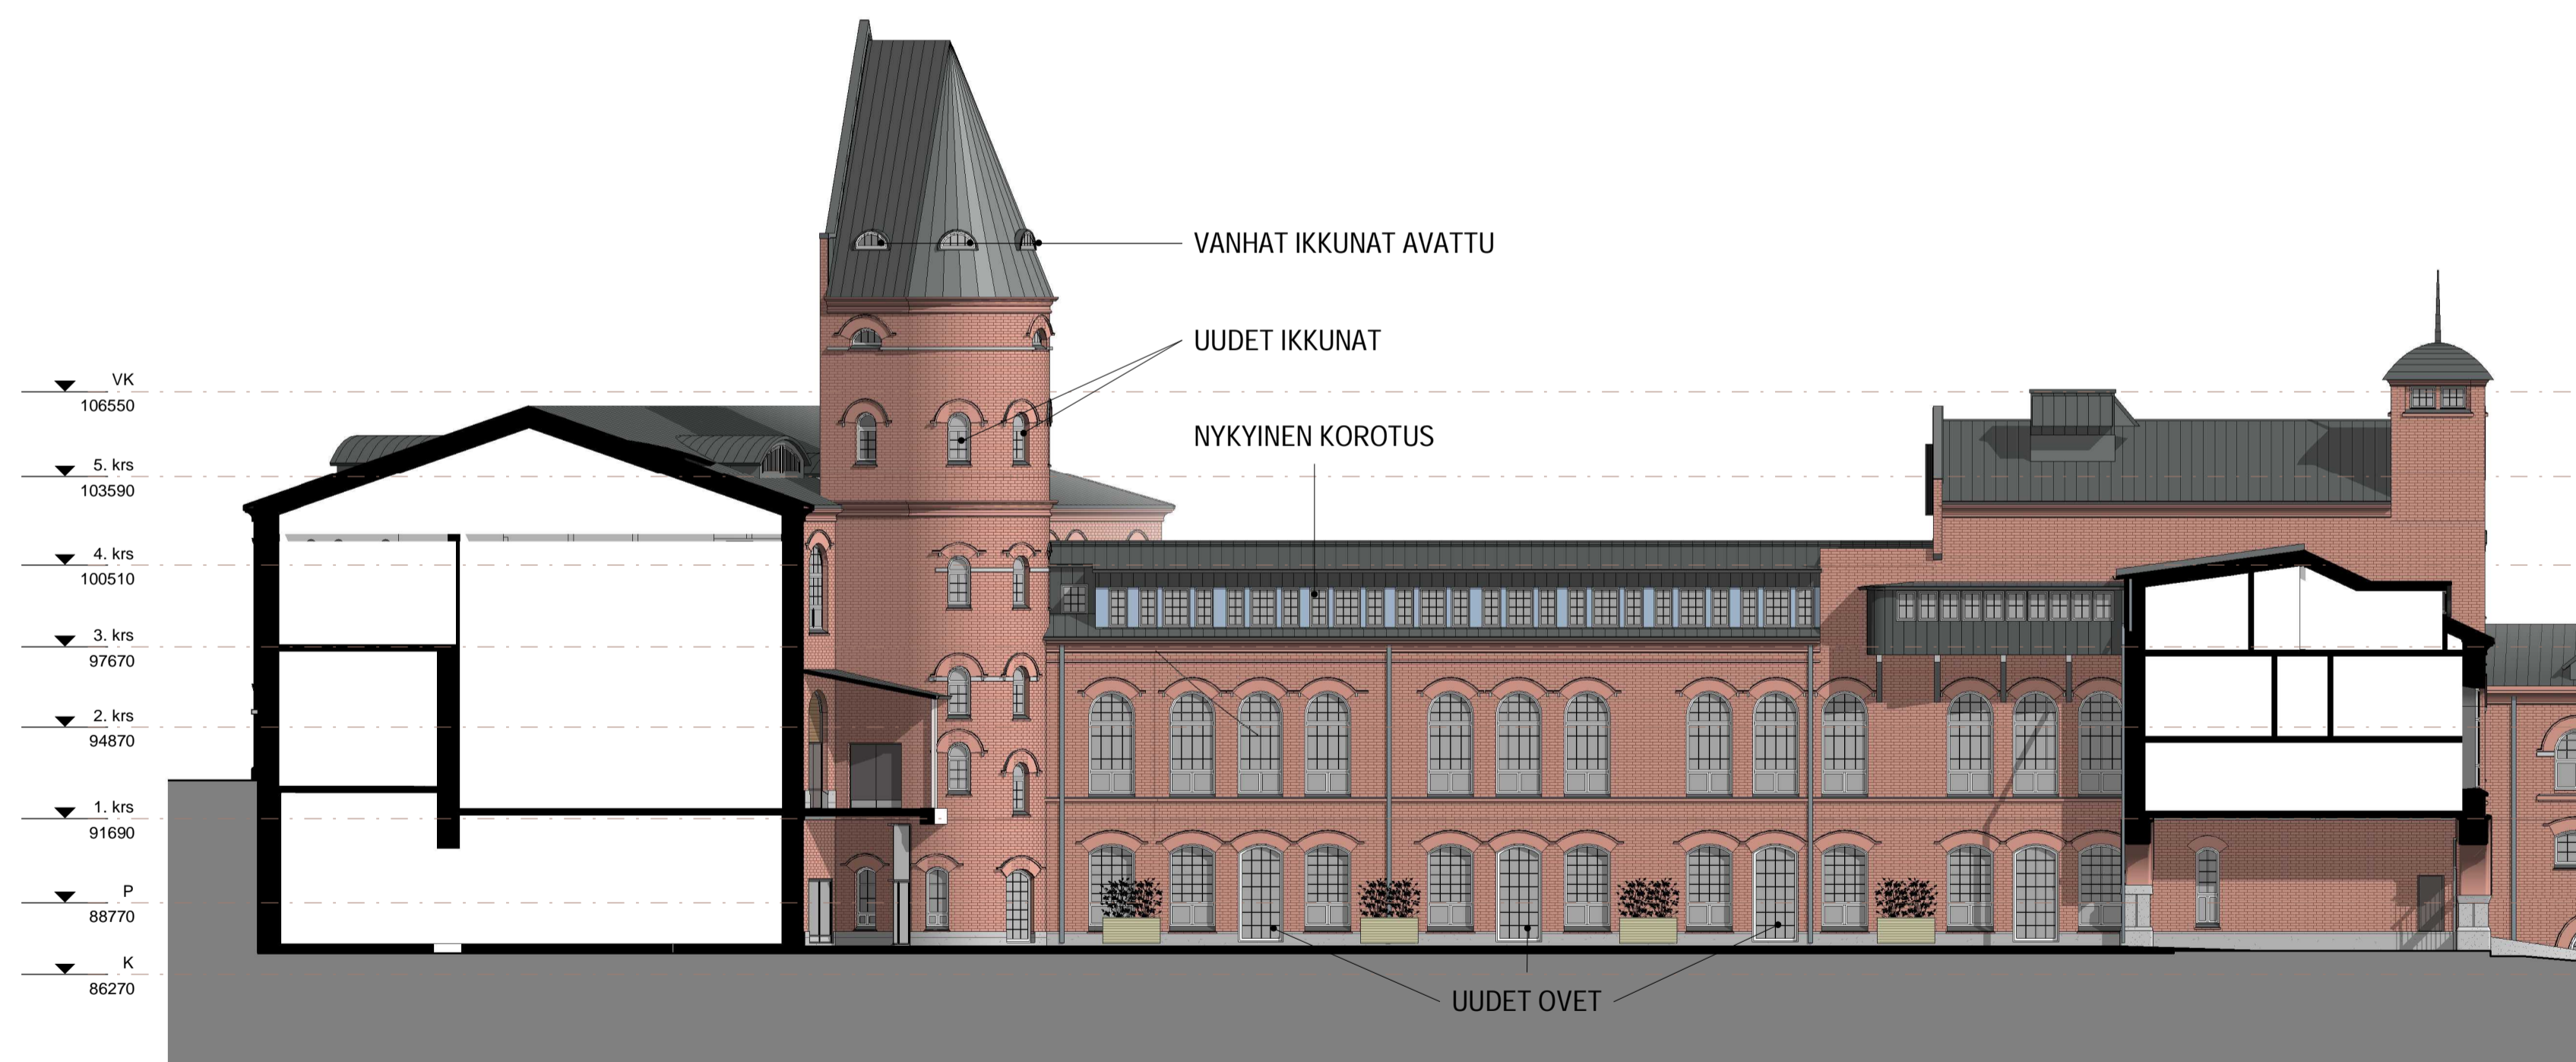 VANHAT IKKUNAT AVATTU
UUDET IKKUNAT
VK
106550
NYKYINEN KOROTUS
5. krs
103590
4. krs
100510
3. krs
97670
2. krs
94870
1. krs
91690
P
88770
K
86270
UUDET OVET